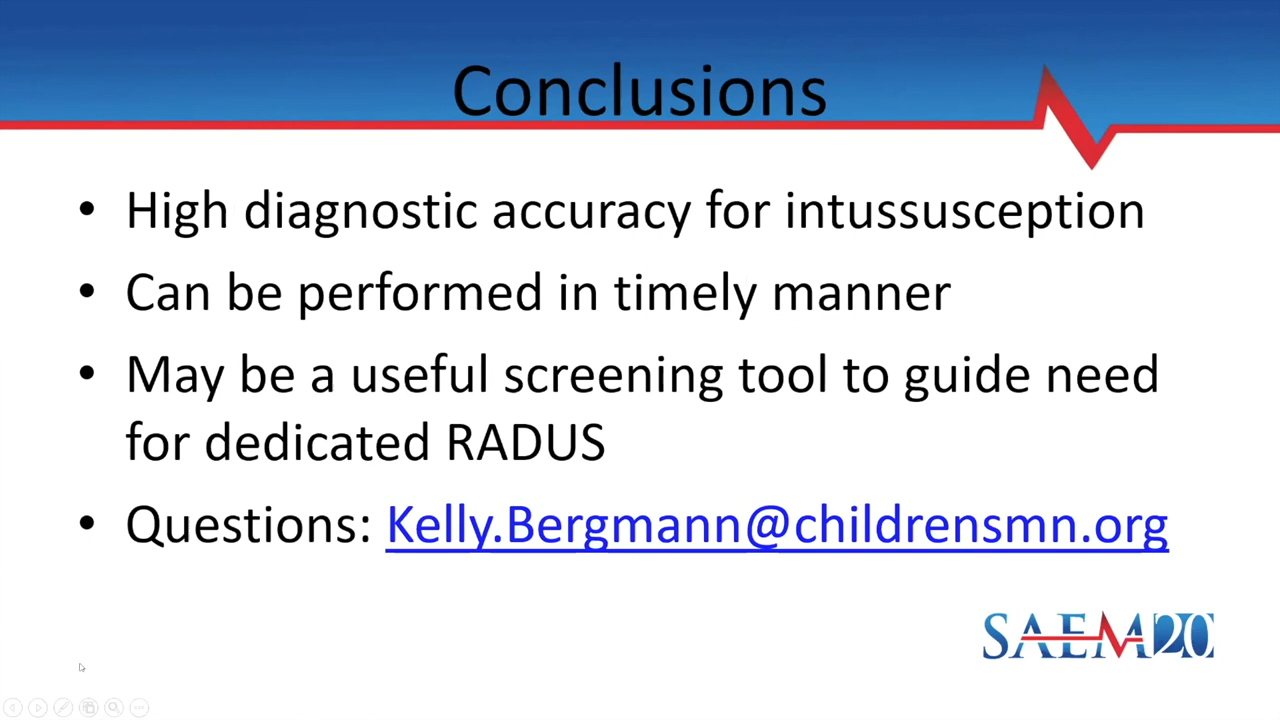 Conclusions
• High diagnostic accuracy for intussusception
• Can be performed in timely manner
• May be a useful screening tool to guide need
for dedicated RADUS
• Questions: Kelly.Bergmann@childrensmn.org
SAEM20